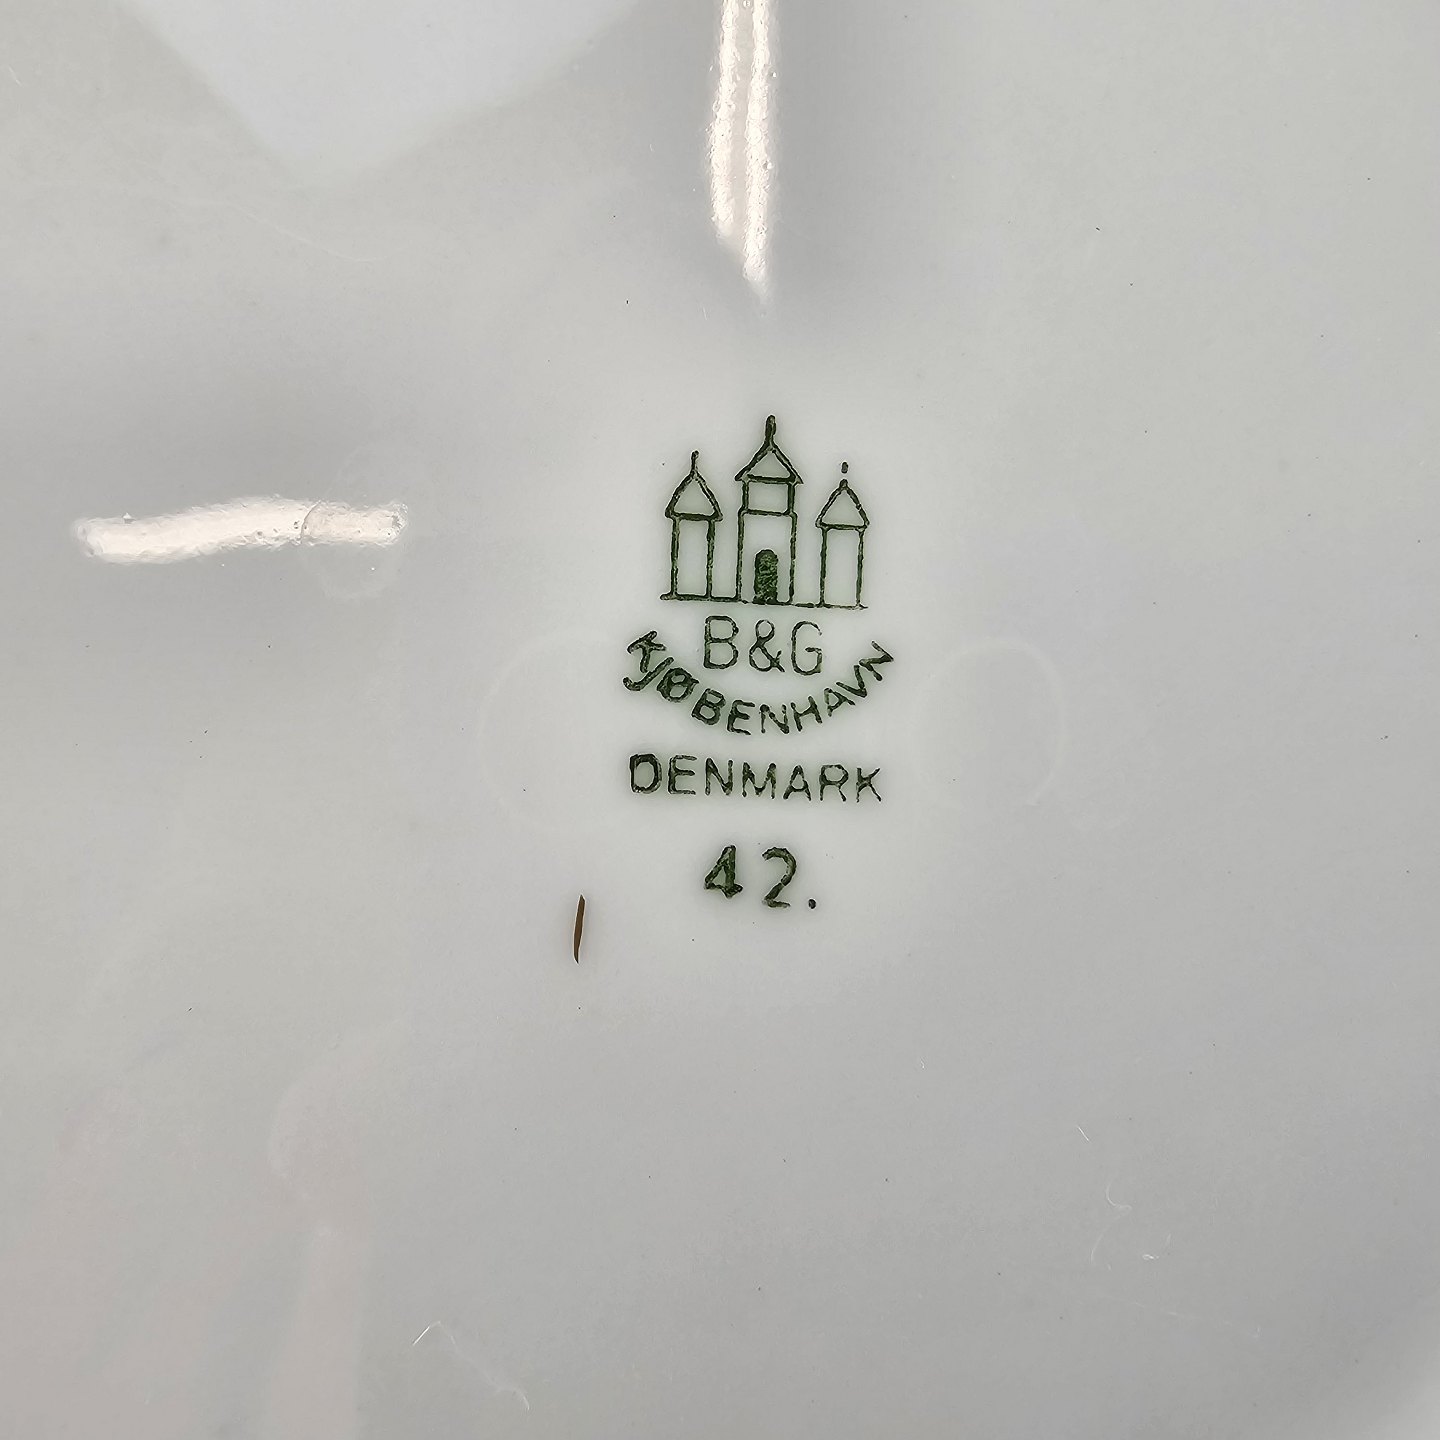 B&G
KJØBENHAVN
DENMARK
42.